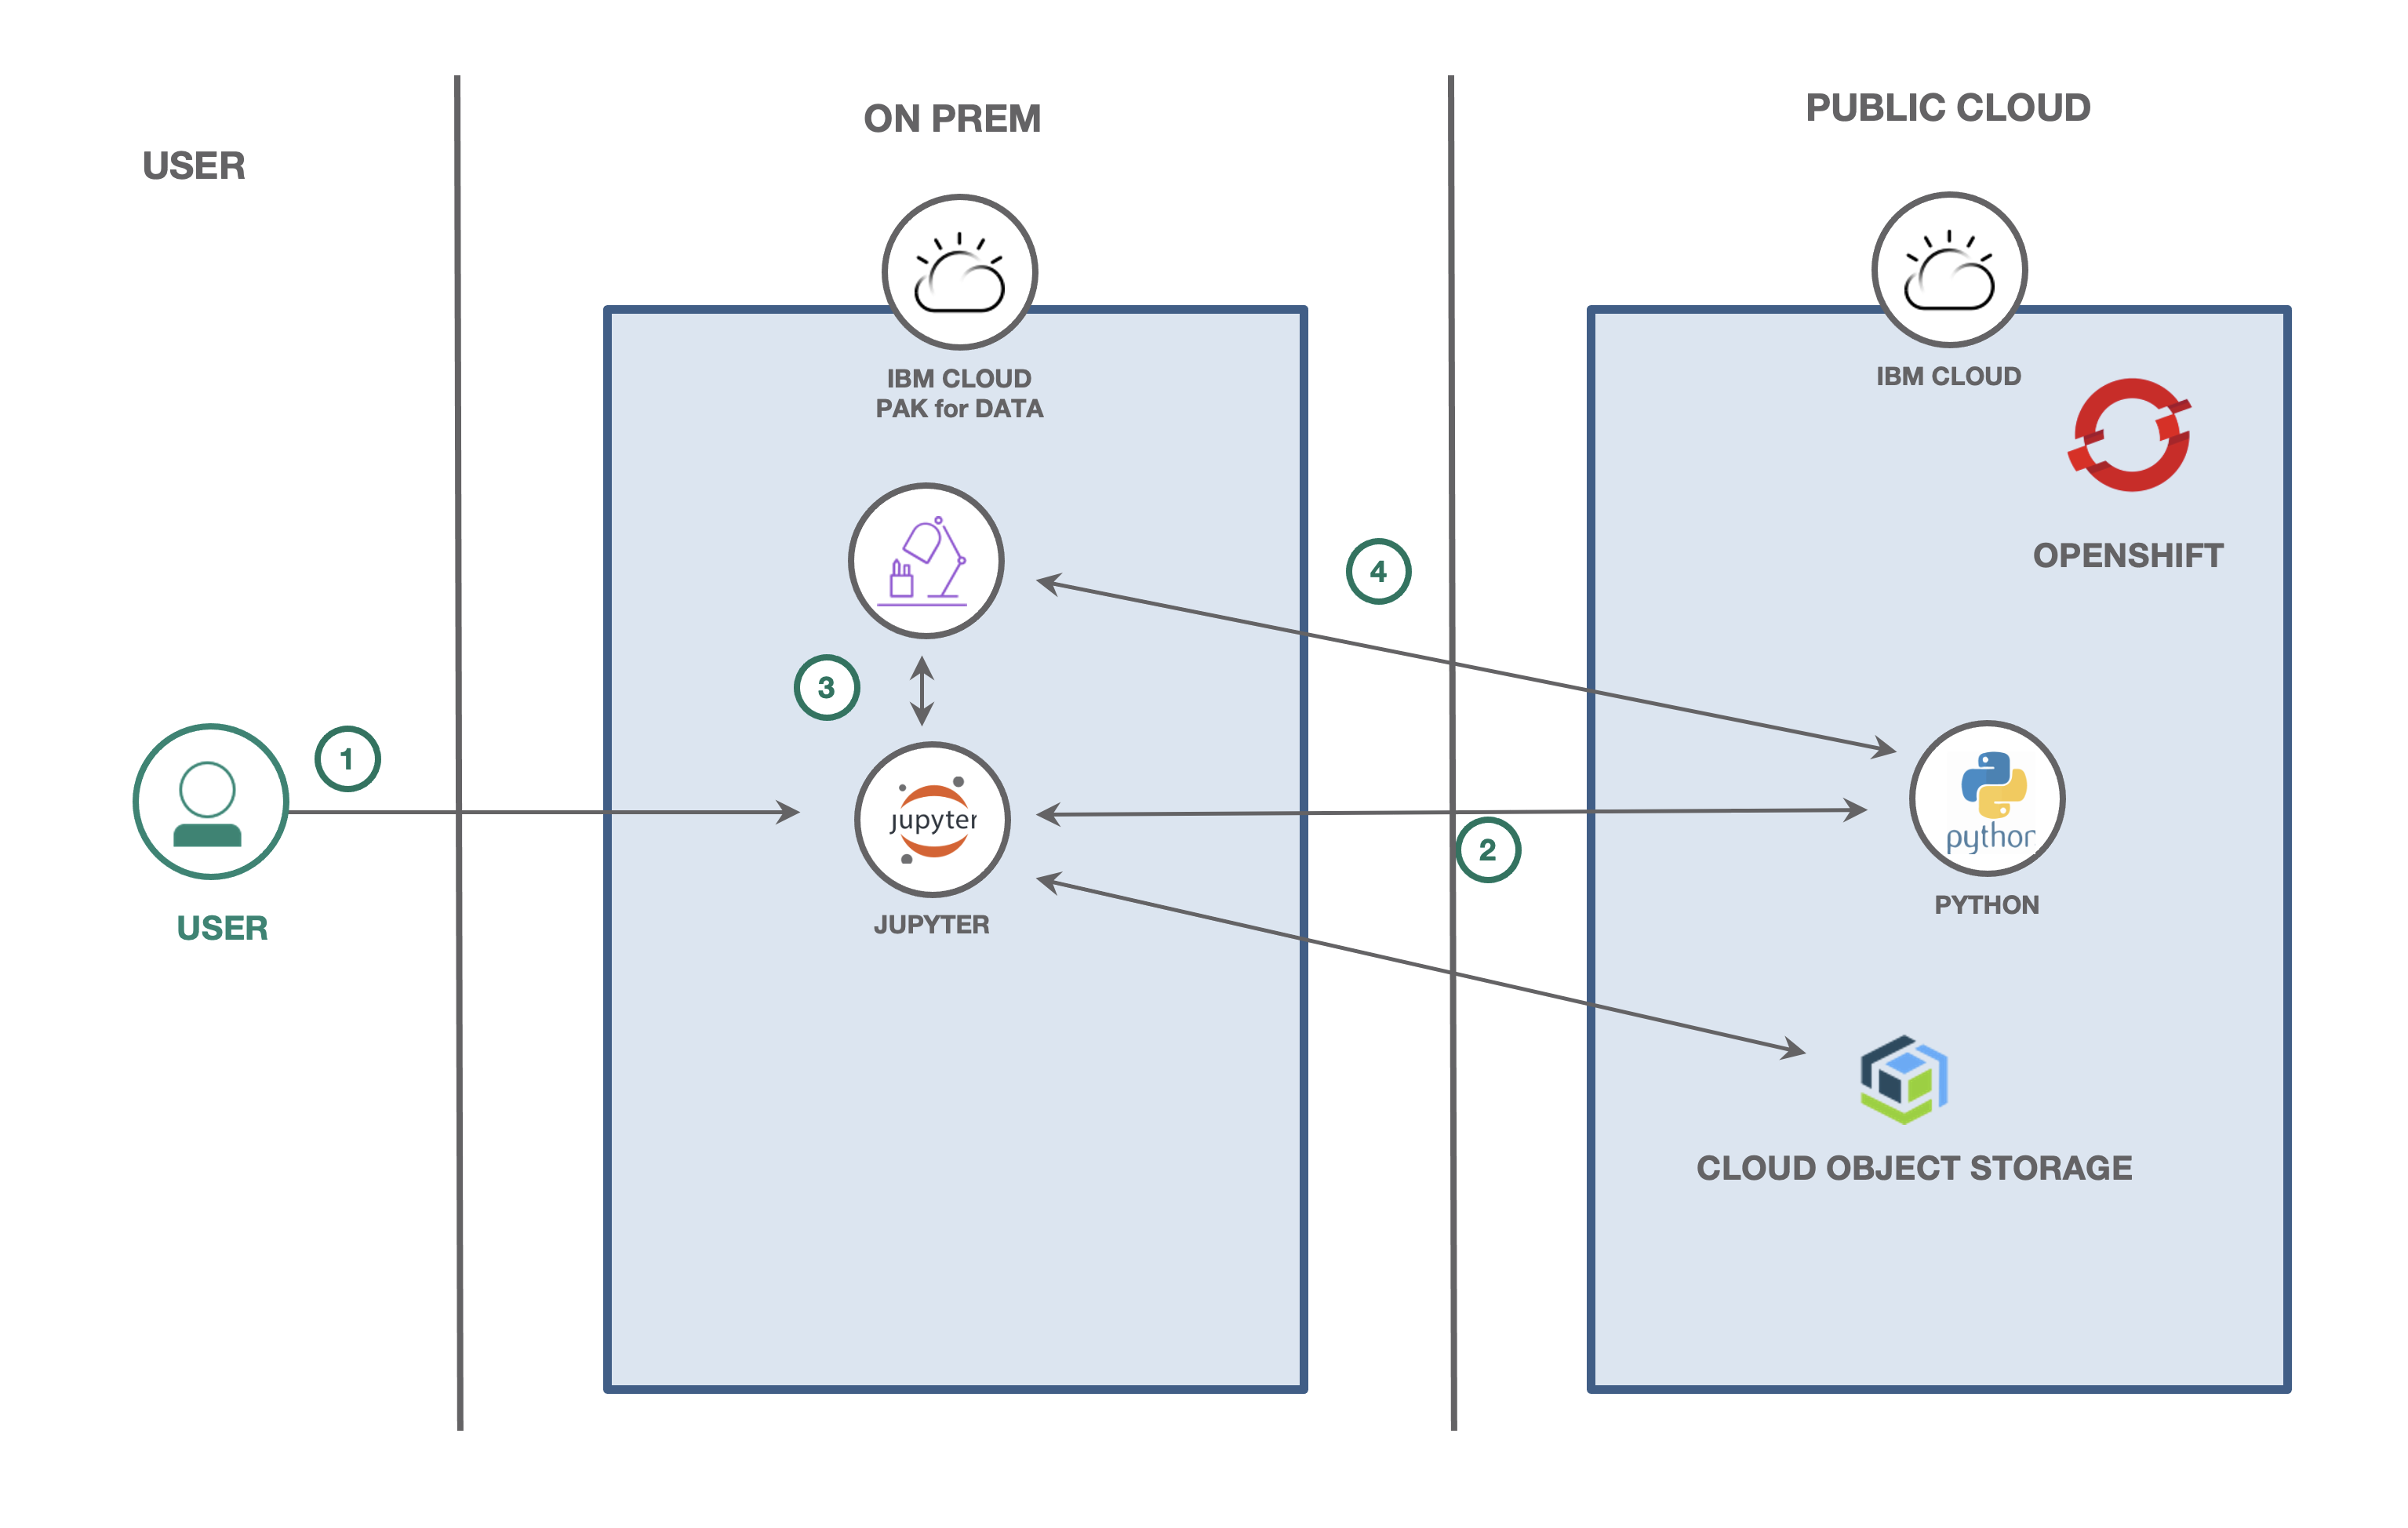 USER
ON PREM
PUBLIC CLOUD
IBM CLOUD
PAK for DATA
IBM CLOUD
OPENSHIFT
4
3
1
2
jupyter
python
USER
JUPYTER
PYTHON
CLOUD OBJECT STORAGE